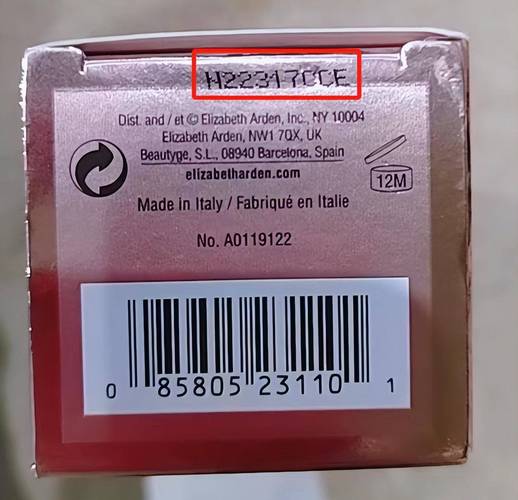 N22317CCE
Dist. and / et © Elizabeth Arden, Inc., NY 10004
Elizabeth Arden, NW1 7QX, UK
Beautyge, S.L., 08940 Barcelona, Spain
elizabetharden.com
12M
Made in Italy / Fabriqué en Italie
No. A0119122
0 85805 23110 1